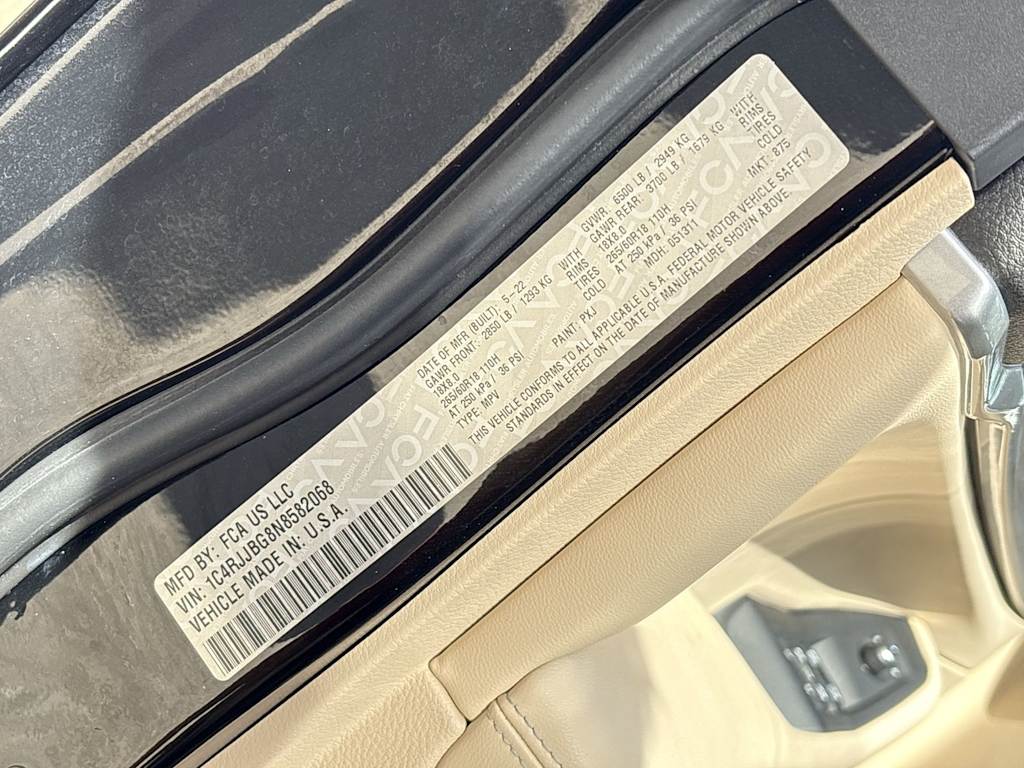 MFD BY: FCA US LLC
VIN: 1C4RJJBG8N8582068
VEHICLE MADE IN: U.S.A.
DATE OF MFR (BUILT): 5-22 GVWR: 6500 LB / 2949 KG
GAWR FRONT: 2850 LB / 1293 KG WITH GAWR REAR: 3700 LB / 1679 KG WITH
18X8.0 RIMS 18X8.0 RIMS
265/60R18 110H TIRES 265/60R18 110H TIRES
AT 250 kPa / 36 PSI COLD AT 250 kPa / 36 PSI COLD
TYPE: MPV PAINT: PXJ MDH: 051311 MKT: 875
THIS VEHICLE CONFORMS TO ALL APPLICABLE U.S.A. FEDERAL MOTOR VEHICLE SAFETY
STANDARDS IN EFFECT ON THE DATE OF MANUFACTURE SHOWN ABOVE.
FCA